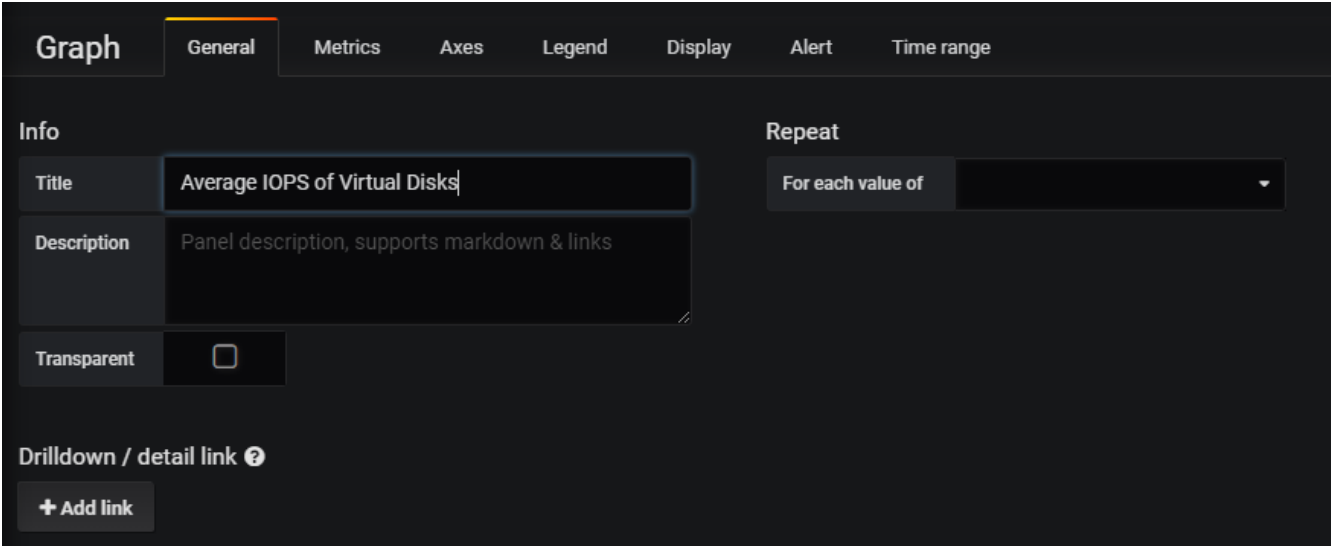 Graph General Metrics Axes Legend Display Alert Time range
Info
Title Average IOPS of Virtual Disks
Description Panel description, supports markdown & links
Transparent
Repeat
For each value of
Drilldown / detail link ?
+ Add link